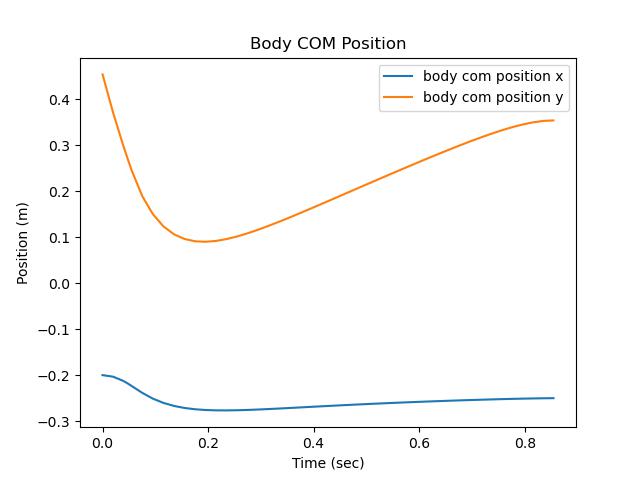 Body COM Position
body com position x
body com position y
0.4
0.3
0.2
0.1
0.0
−0.1
−0.2
−0.3
Position (m)
0.0 0.2 0.4 0.6 0.8
Time (sec)